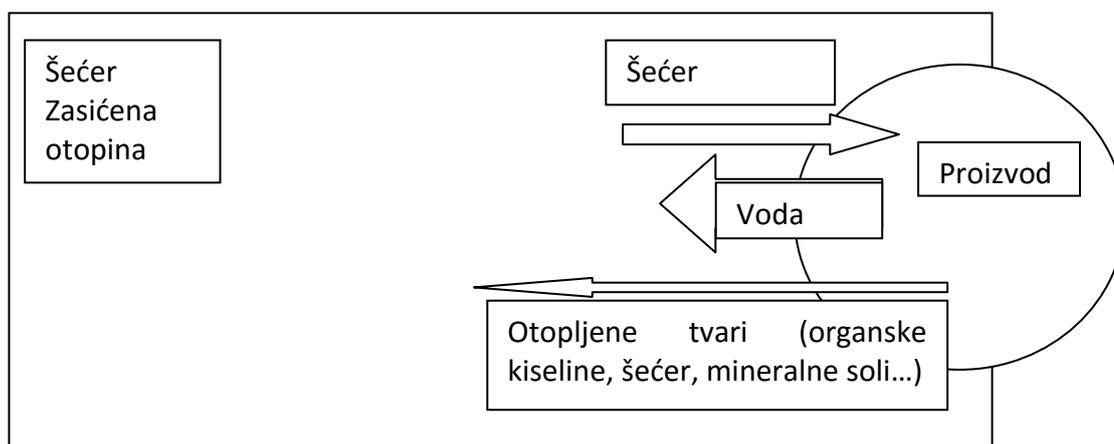 Šećer
Zasićena
otopina
Šećer
Proizvod
Voda
Otopljene tvari (organske
kiseline, šećer, mineralne soli...)